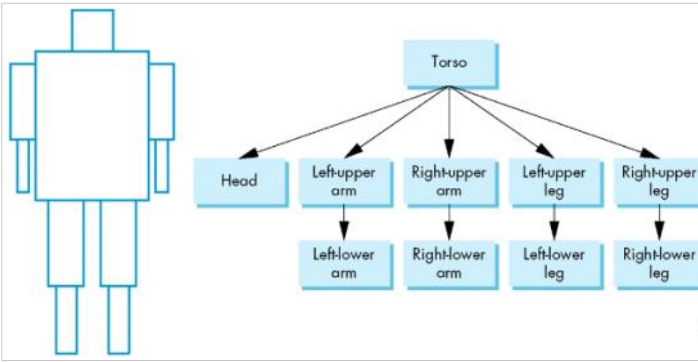 Torso
Head
Left-upper
arm
Right-upper
arm
Left-upper
leg
Right-upper
leg
Left-lower
arm
Right-lower
arm
Left-lower
leg
Right-lower
leg